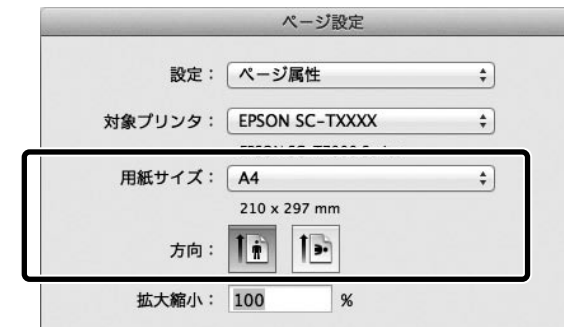 ページ設定
設定： ページ属性
対象プリンタ： EPSON SC-TXXXX
用紙サイズ： A4
210 x 297 mm
方向：
拡大縮小： 100 %